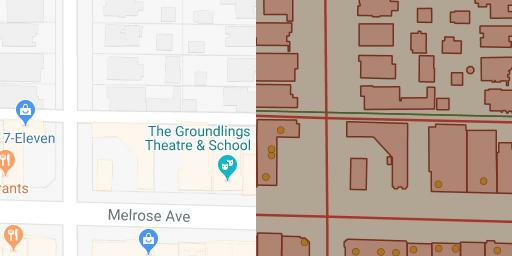 The Groundlings
Theatre & School
7-Eleven
rants
Melrose Ave